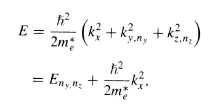 E = \frac{\hbar^2}{2m_e^*} \left( k_x^2 + k_{y,n_y}^2 + k_{z,n_z}^2 \right)
= E_{n_y,n_z} + \frac{\hbar^2}{2m_e^*} k_x^2,